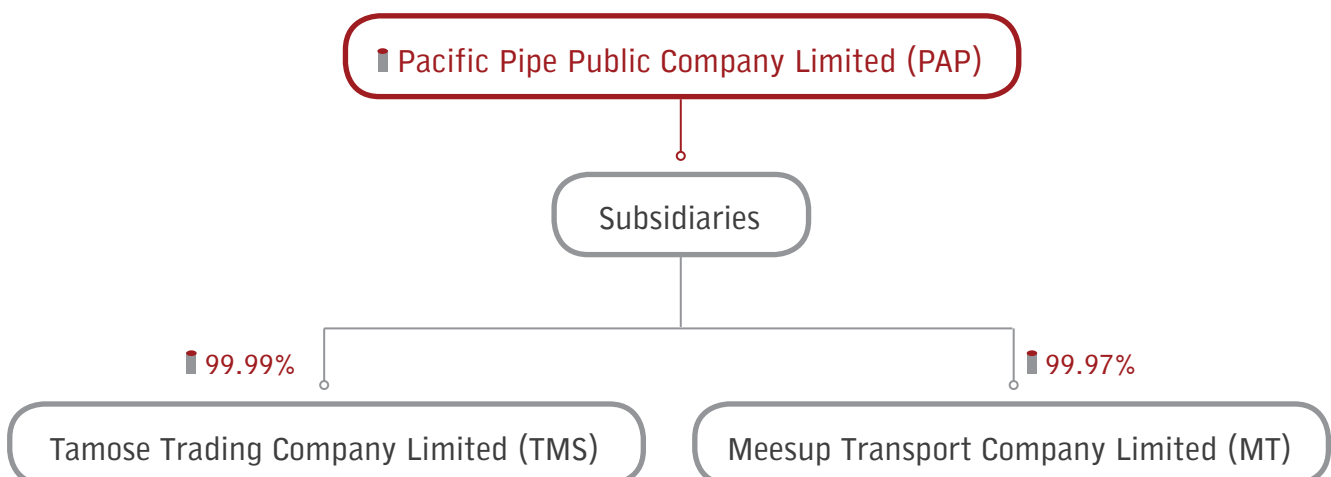 Pacific Pipe Public Company Limited (PAP)
Subsidiaries
99.99%
99.97%
Tamose Trading Company Limited (TMS)
Meesup Transport Company Limited (MT)